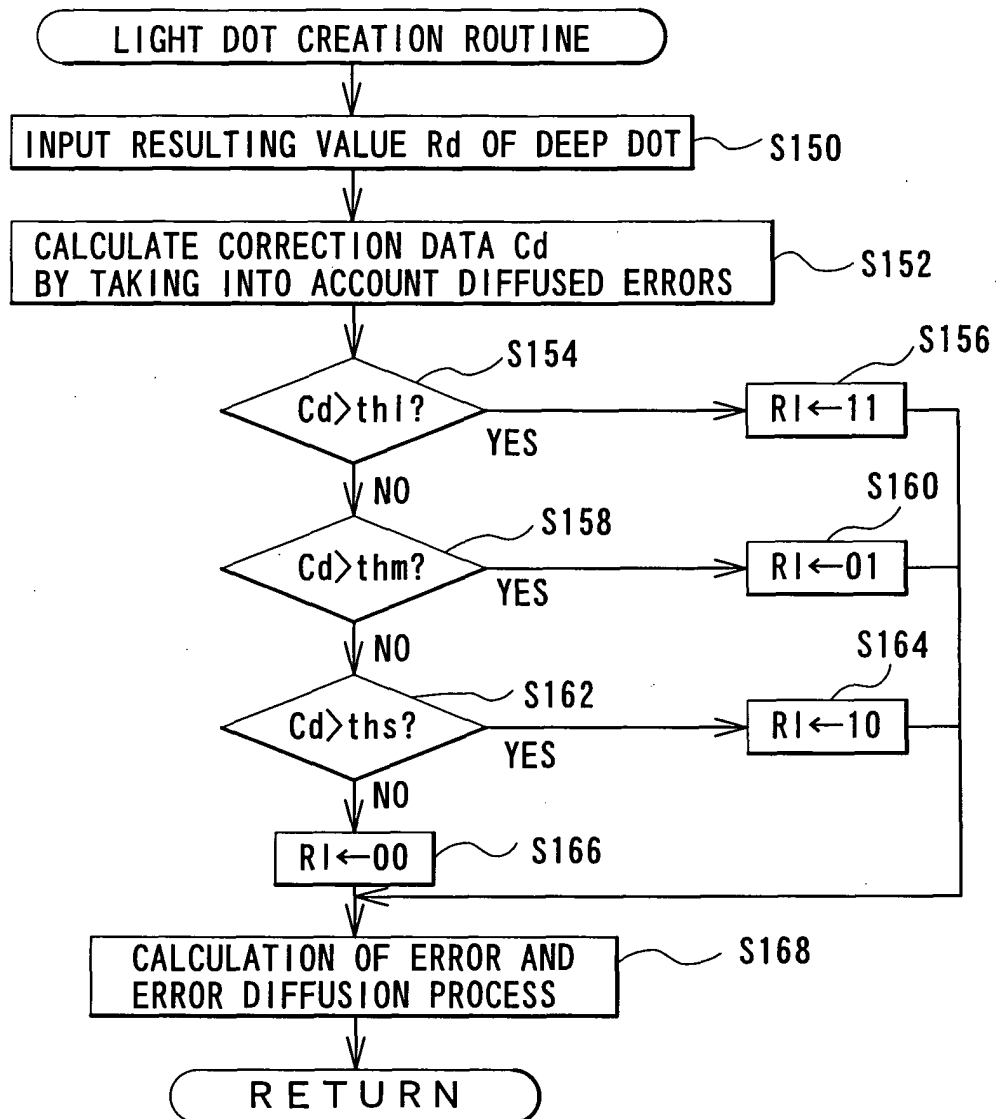 LIGHT DOT CREATION ROUTINE
INPUT RESULTING VALUE Rd OF DEEP DOT
S150
CALCULATE CORRECTION DATA Cd
BY TAKING INTO ACCOUNT DIFFUSED ERRORS
S152
S154
Cd>thl?
YES
S156
Rl←11
NO
S158
Cd>thm?
YES
S160
Rl←01
NO
S162
Cd>ths?
YES
S164
Rl←10
NO
Rl←00
S166
CALCULATION OF ERROR AND
ERROR DIFFUSION PROCESS
S168
RETURN